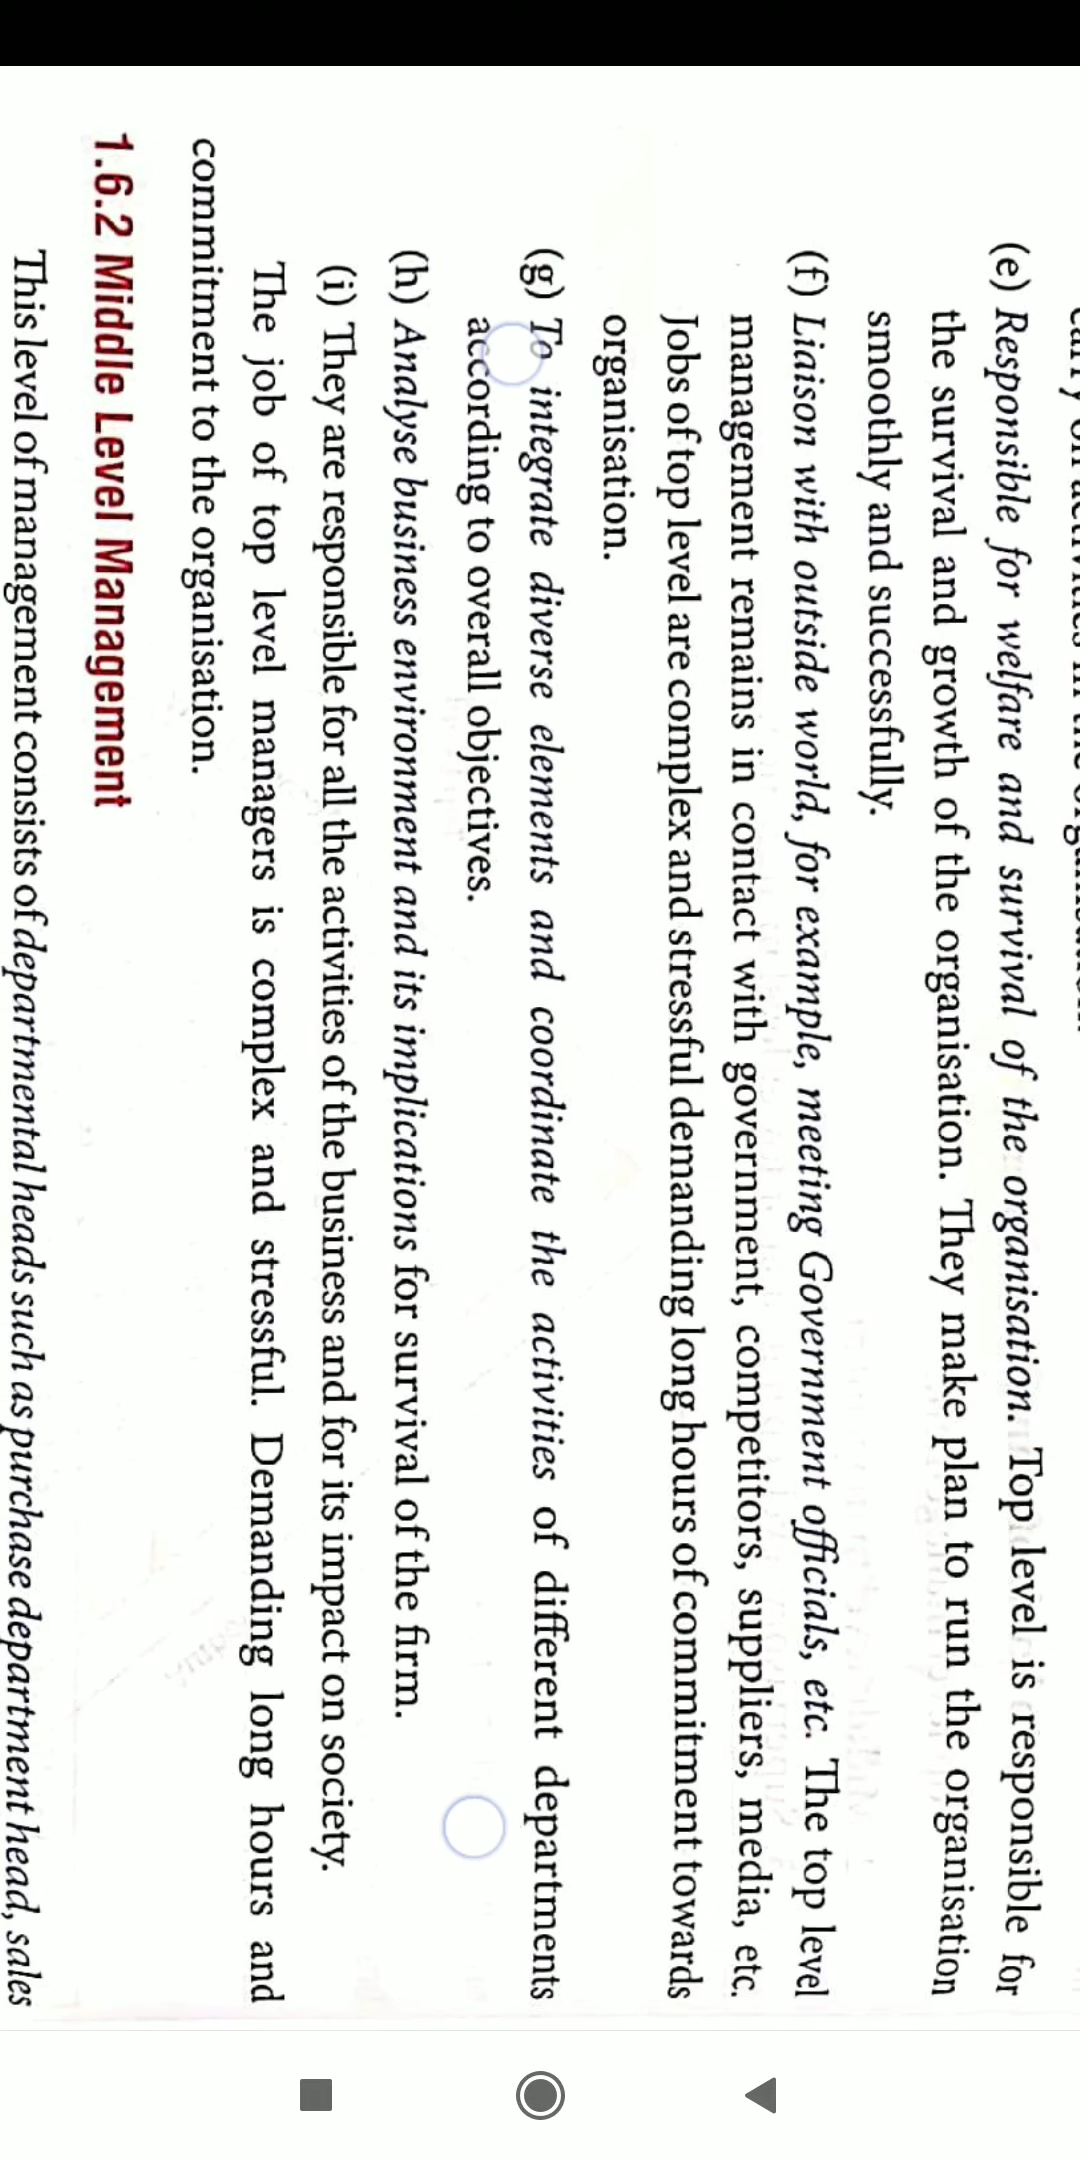 (e) Responsible for welfare and survival of the organisation. Top level is responsible for
the survival and growth of the organisation. They make plan to run the organisation
smoothly and successfully.
(f) Liaison with outside world, for example, meeting Government officials, etc. The top level
management remains in contact with government, competitors, suppliers, media, etc.
Jobs of top level are complex and stressful demanding long hours of commitment towards
organisation.
(g) To integrate diverse elements and coordinate the activities of different departments
according to overall objectives.
(h) Analyse business environment and its implications for survival of the firm.
(i) They are responsible for all the activities of the business and for its impact on society.
The job of top level managers is complex and stressful. Demanding long hours and
commitment to the organisation.
1.6.2 Middle Level Management
This level of management consists of departmental heads such as purchase department head, sales